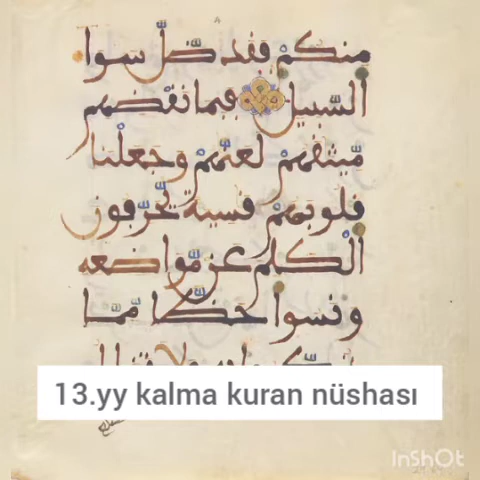 منكم فقد ضل سوا
السبيل فبما نقضهم
ميثقهم لعنهم وجعلنا
قلوبهم قسية يحرفون
الكلم عن مواضعه
ونسوا حظا مما
13.yy kalma kuran nüshası
InShOt